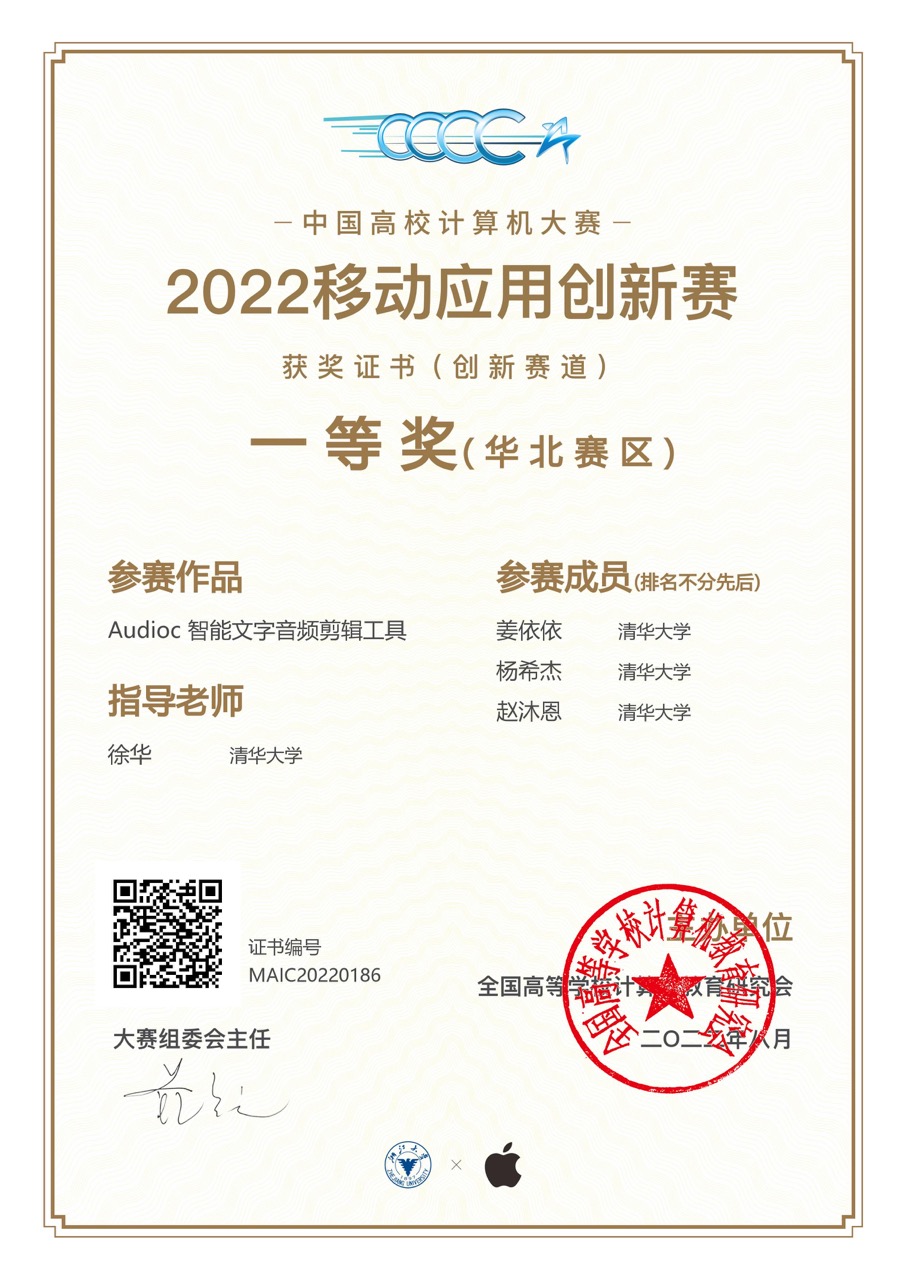 CCCC
中国高校计算机大赛
2022移动应用创新赛
获奖证书（创新赛道）
一等奖(华北赛区)
参赛作品
Audioc 智能文字音频剪辑工具
指导老师
徐华 清华大学
参赛成员(排名不分先后)
姜依依 清华大学
杨希杰 清华大学
赵沐恩 清华大学
证书编号
MAIC20220186
大赛组委会主任
主办单位
全国高等学校计算机教育研究会
二〇二二年八月
全国高等学校计算机教育研究会
浙江大学
ZHEJIANG UNIVERSITY
×